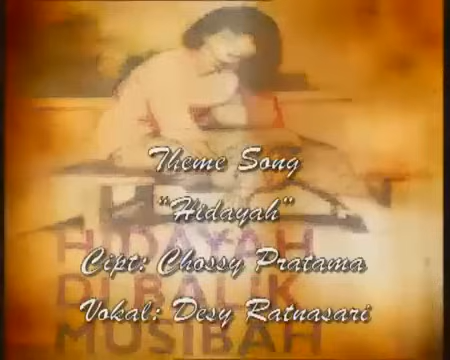 Theme Song
"Hidayah"
Cipt: Chossy Pratama
Vokal: Desy Ratnasari
HIDAYAH
DI BALIK
MUSIBAH